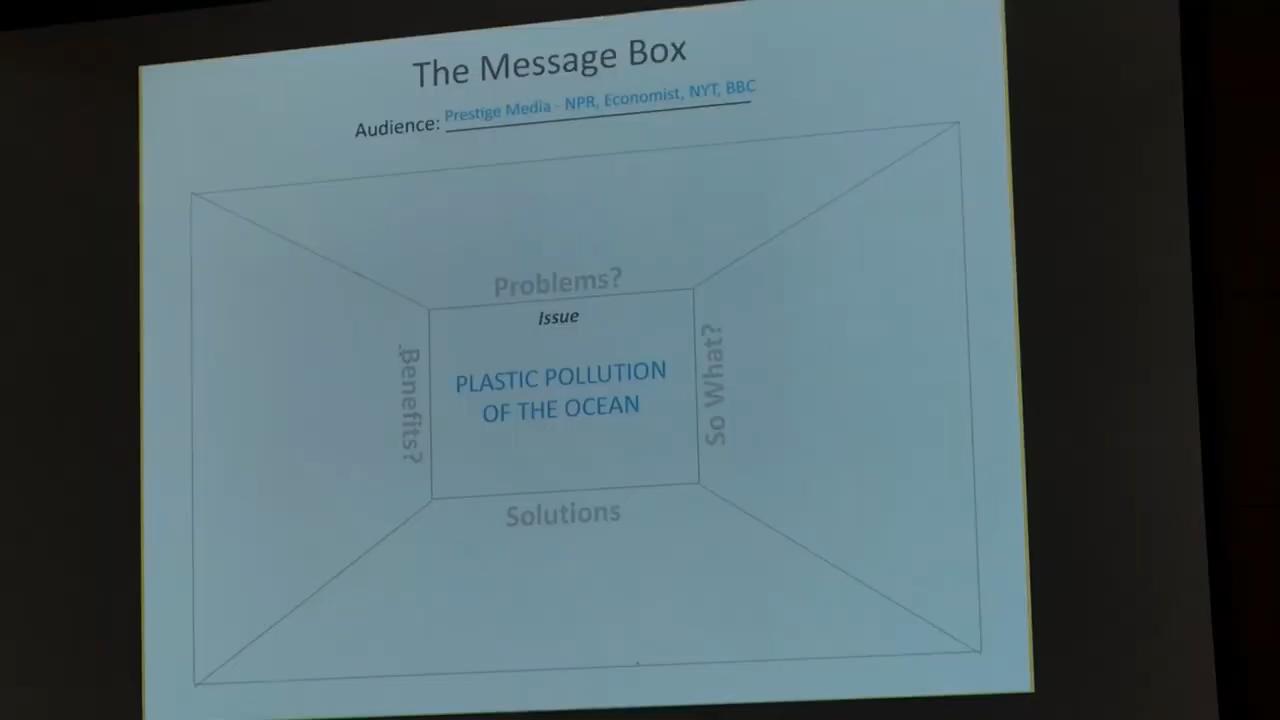 The Message Box
Audience: Prestige Media - NPR, Economist, NYT, BBC
Problems?
Issue
Benefits?
PLASTIC POLLUTION
OF THE OCEAN
So What?
Solutions